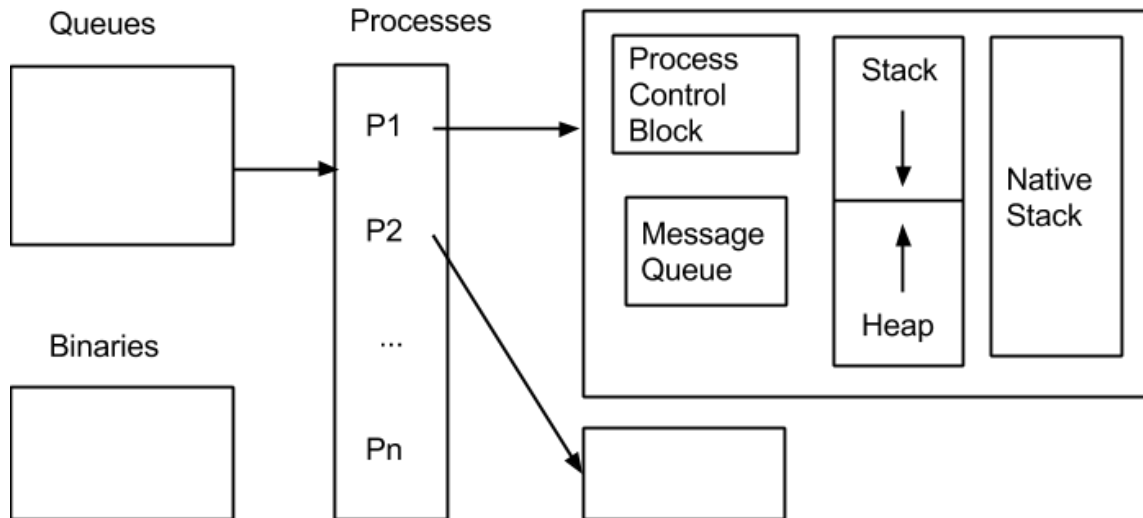 Queues
Processes
Process
Control
Block
Stack
P1
Native
Stack
P2
Message
Queue
Heap
Binaries
...
Pn